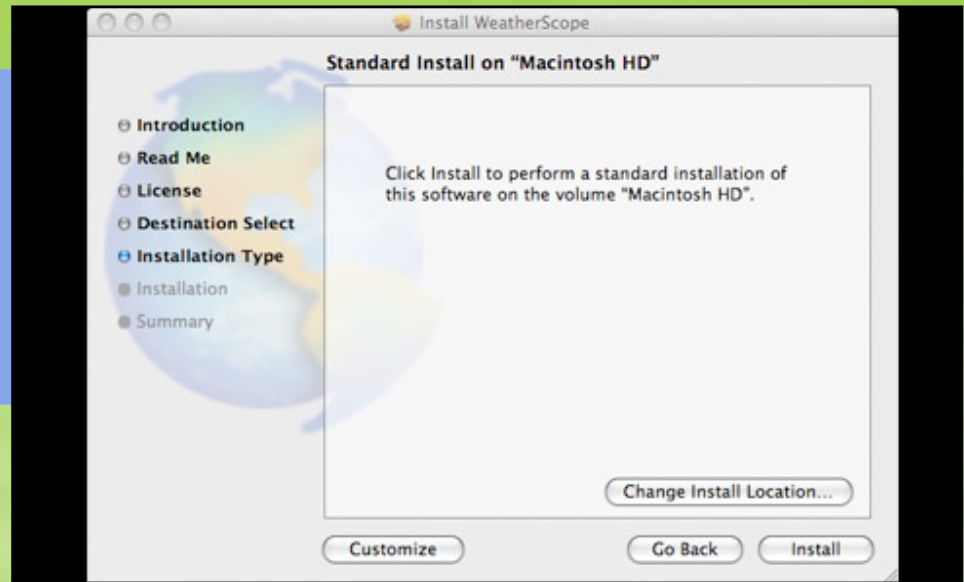 Install WeatherScope
Standard Install on “Macintosh HD”
Introduction
Read Me
License
Destination Select
Installation Type
Installation
Summary
Click Install to perform a standard installation of
this software on the volume “Macintosh HD”.
Change Install Location...
Customize
Go Back
Install